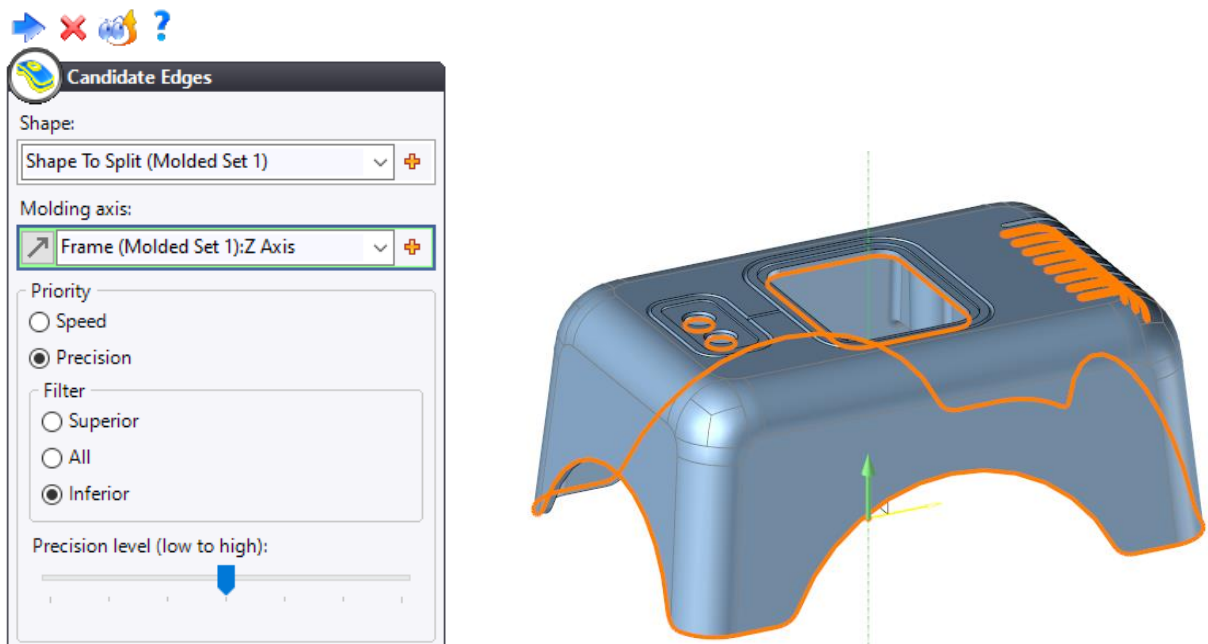 ?
Candidate Edges
Shape:
Shape To Split (Molded Set 1)
Molding axis:
Frame (Molded Set 1):Z Axis
Priority
Speed
Precision
Filter
Superior
All
Inferior
Precision level (low to high):